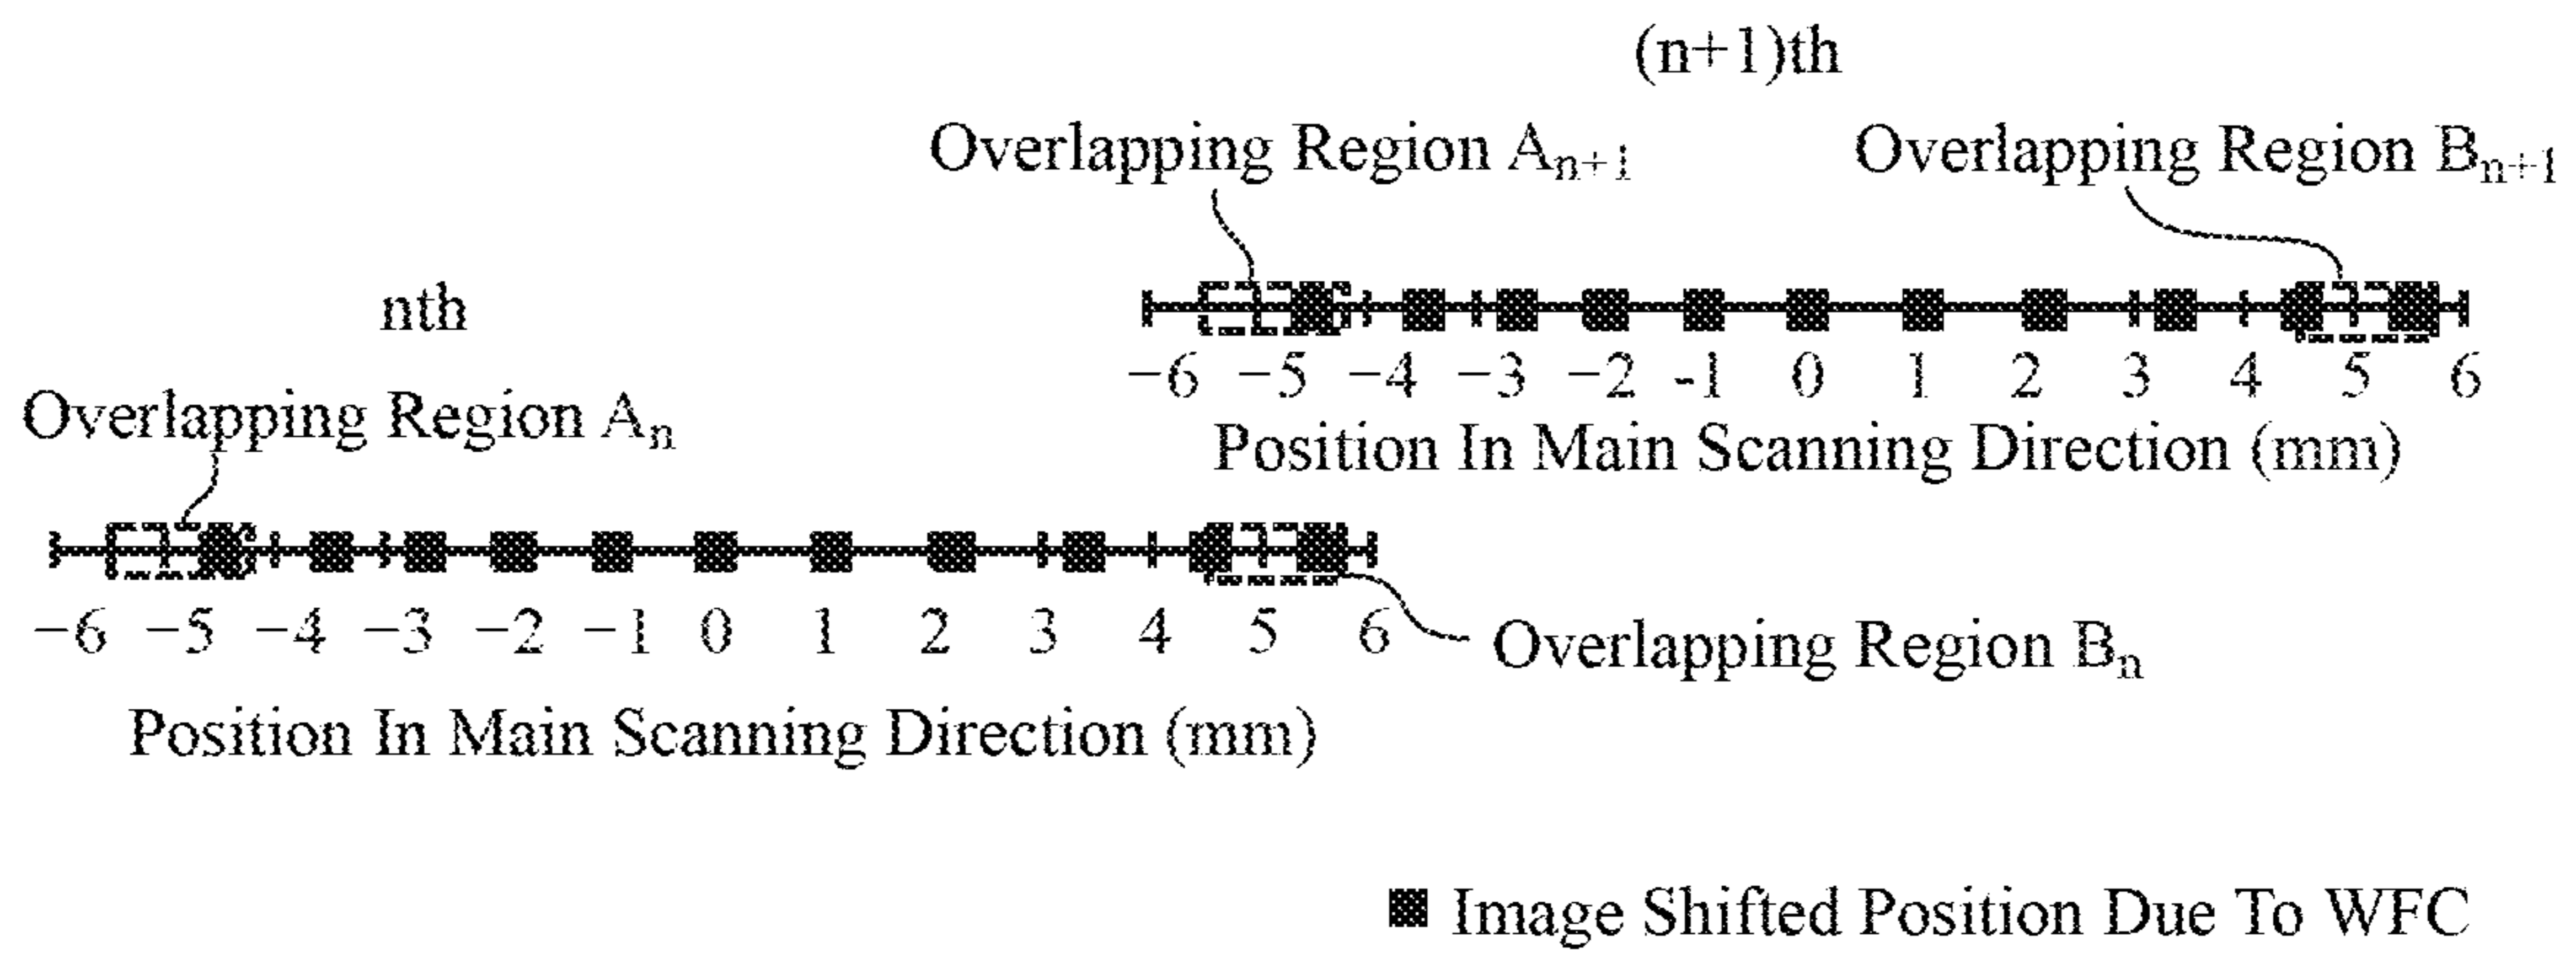 (n+1)th
Overlapping Region An+1 Overlapping Region Bn+1
−6 −5 −4 −3 −2 -1 0 1 2 3 4 5 6
Position In Main Scanning Direction (mm)
nth
Overlapping Region An
−6 −5 −4 −3 −2 −1 0 1 2 3 4 5 6
Overlapping Region Bn
Position In Main Scanning Direction (mm)
Image Shifted Position Due To WFC